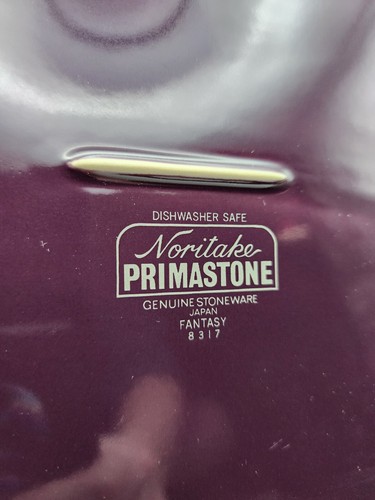 DISHWASHER SAFE
Noritake
PRIMASTONE
GENUINE STONEWARE
JAPAN
FANTASY
8317